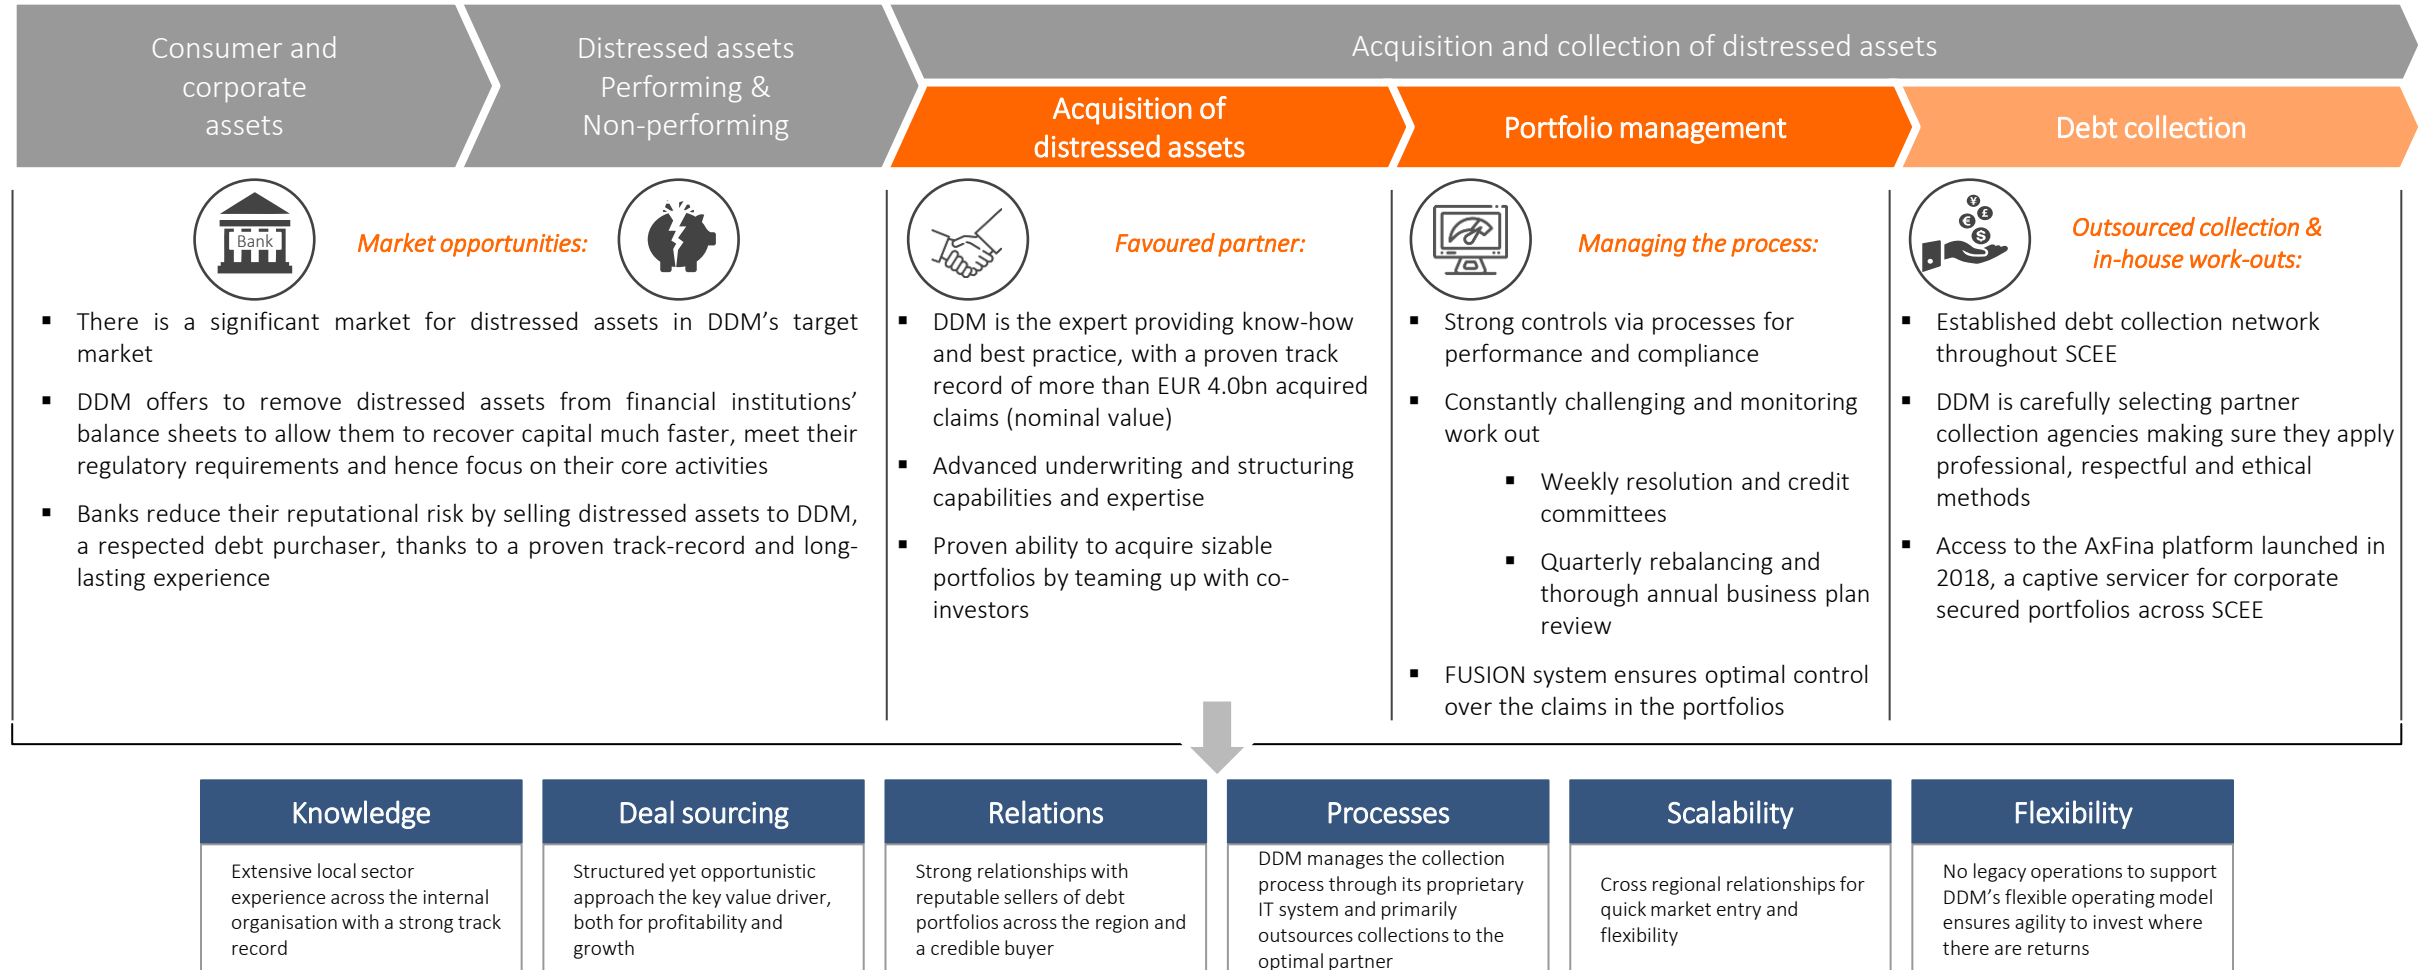 Consumer and
corporate
assets
Distressed assets
Performing &
Non-performing
Acquisition and collection of distressed assets
Acquisition of
distressed assets
Portfolio management
Debt collection
Bank
Market opportunities:
▪ There is a significant market for distressed assets in DDM’s target
market
▪ DDM offers to remove distressed assets from financial institutions’
balance sheets to allow them to recover capital much faster, meet their
regulatory requirements and hence focus on their core activities
▪ Banks reduce their reputational risk by selling distressed assets to DDM,
a respected debt purchaser, thanks to a proven track-record and long-
lasting experience
Favoured partner:
▪ DDM is the expert providing know-how
and best practice, with a proven track
record of more than EUR 4.0bn acquired
claims (nominal value)
▪ Advanced underwriting and structuring
capabilities and expertise
▪ Proven ability to acquire sizable
portfolios by teaming up with co-
investors
Managing the process:
▪ Strong controls via processes for
performance and compliance
▪ Constantly challenging and monitoring
work out
▪ Weekly resolution and credit
committees
▪ Quarterly rebalancing and
thorough annual business plan
review
▪ FUSION system ensures optimal control
over the claims in the portfolios
¥
£
€
$
Outsourced collection &
in-house work-outs:
▪ Established debt collection network
throughout SCEE
▪ DDM is carefully selecting partner
collection agencies making sure they apply
professional, respectful and ethical
methods
▪ Access to the AxFina platform launched in
2018, a captive servicer for corporate
secured portfolios across SCEE
Knowledge
Extensive local sector
experience across the internal
organisation with a strong track
record
Deal sourcing
Structured yet opportunistic
approach the key value driver,
both for profitability and
growth
Relations
Strong relationships with
reputable sellers of debt
portfolios across the region and
a credible buyer
Processes
DDM manages the collection
process through its proprietary
IT system and primarily
outsources collections to the
optimal partner
Scalability
Cross regional relationships for
quick market entry and
flexibility
Flexibility
No legacy operations to support
DDM’s flexible operating model
ensures agility to invest where
there are returns